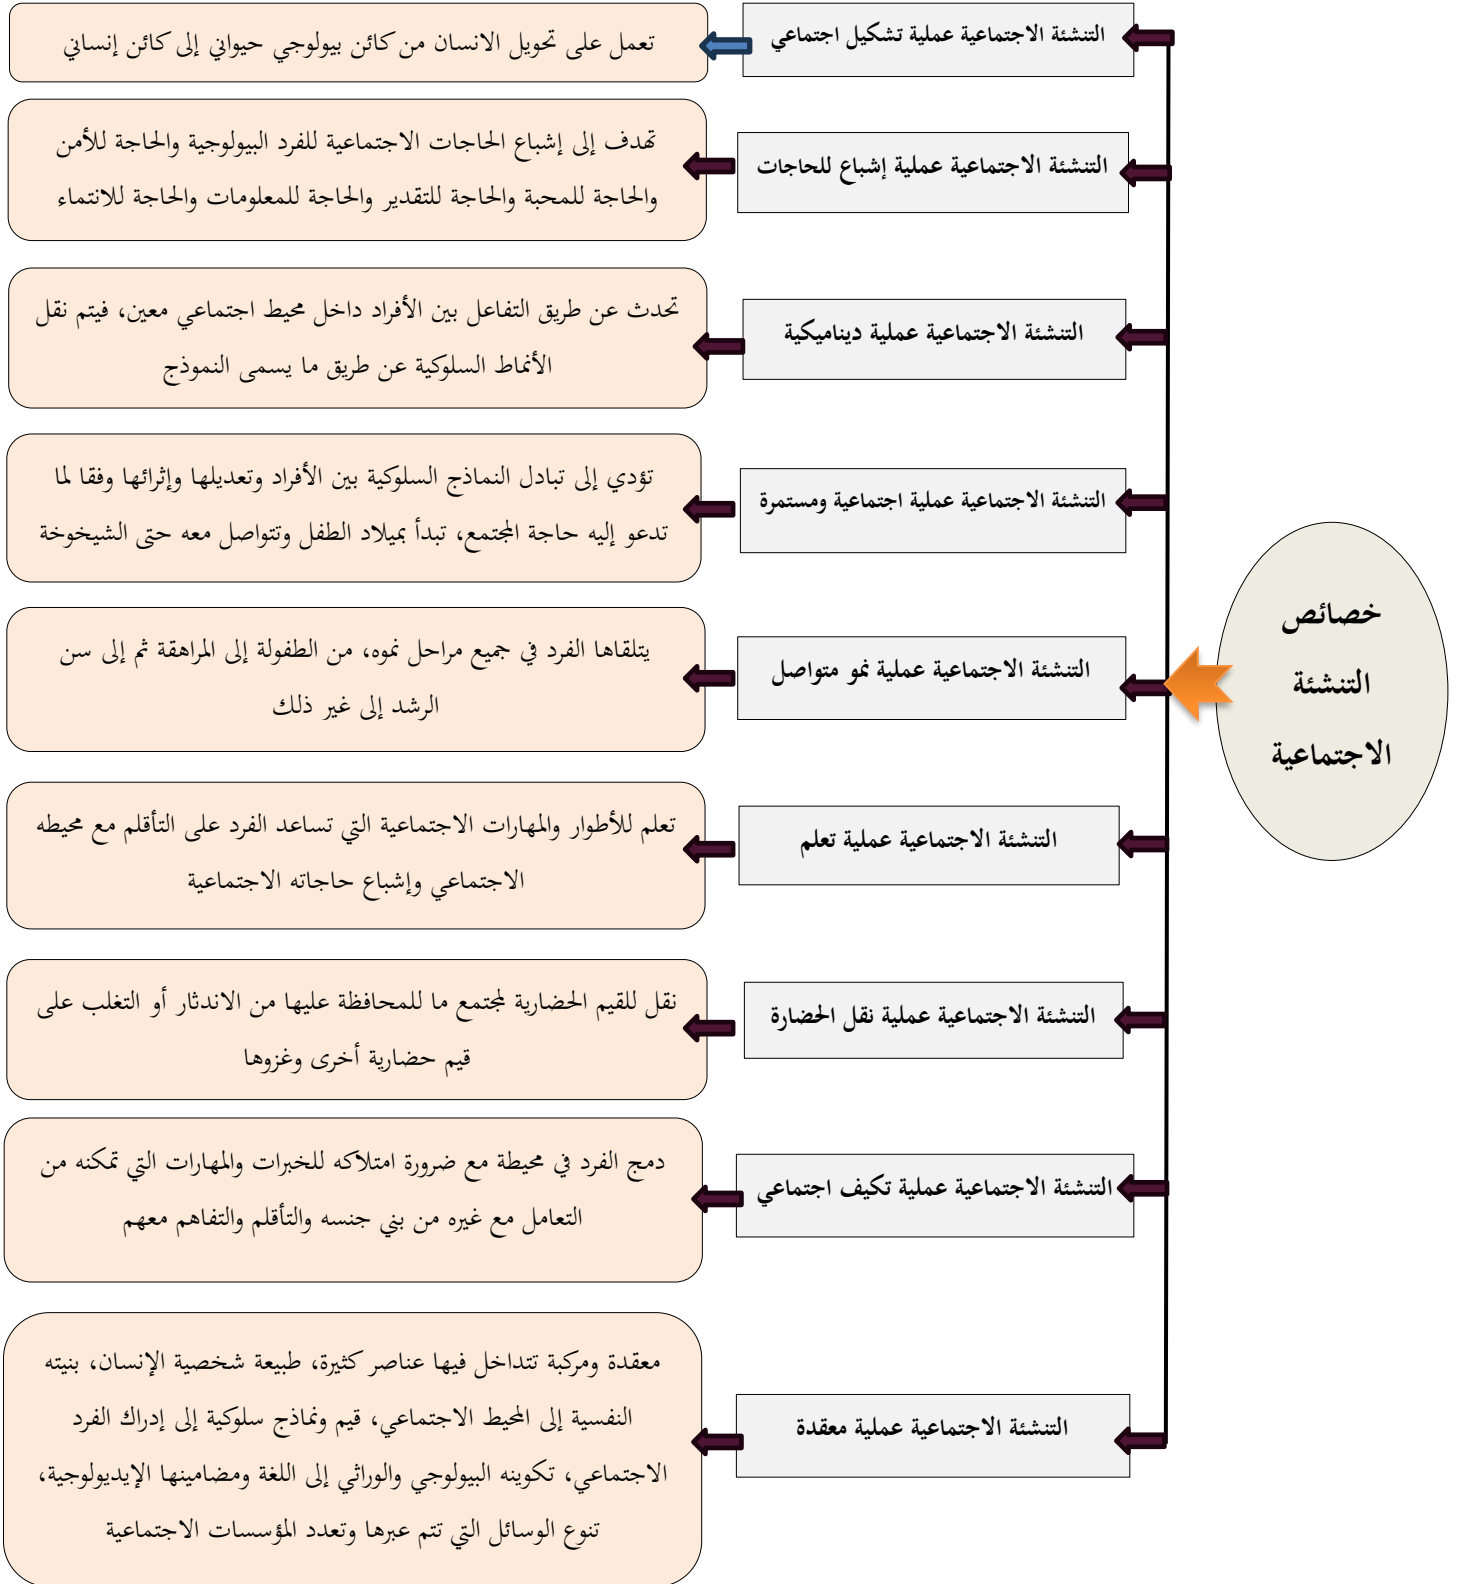 خصائص
التنشئة
الاجتماعية
التنشئة الاجتماعية عملية تشكيل اجتماعي
تعمل على تحويل الانسان من كائن بيولوجي حيواني إلى كائن إنساني
التنشئة الاجتماعية عملية إشباع للحاجات
تهدف إلى إشباع الحاجات الاجتماعية للفرد البيولوجية والحاجة للأمن
والحاجة للمحبة والحاجة للتقدير والحاجة للمعلومات والحاجة للانتماء
التنشئة الاجتماعية عملية ديناميكية
تحدث عن طريق التفاعل بين الأفراد داخل محيط اجتماعي معين، فيتم نقل
الأنماط السلوكية عن طريق ما يسمى النموذج
التنشئة الاجتماعية عملية اجتماعية ومستمرة
تؤدي إلى تبادل النماذج السلوكية بين الأفراد وتعديلها وإثرائها وفقا لما
تدعو إليه حاجة المجتمع، تبدأ بميلاد الطفل وتتواصل معه حتى الشيخوخة
التنشئة الاجتماعية عملية نمو متواصل
يتلقاها الفرد في جميع مراحل نموه، من الطفولة إلى المراهقة ثم إلى سن
الرشد إلى غير ذلك
التنشئة الاجتماعية عملية تعلم
تعلم للأطوار والمهارات الاجتماعية التي تساعد الفرد على التأقلم مع محيطه
الاجتماعي وإشباع حاجاته الاجتماعية
التنشئة الاجتماعية عملية نقل الحضارة
نقل للقيم الحضارية لمجتمع ما للمحافظة عليها من الاندثار أو التغلب على
قيم حضارية أخرى وغزوها
التنشئة الاجتماعية عملية تكيف اجتماعي
دمج الفرد في محيطة مع ضرورة امتلاكه للخبرات والمهارات التي تمكنه من
التعامل مع غيره من بني جنسه والتأقلم والتفاهم معهم
التنشئة الاجتماعية عملية معقدة
معقدة ومركبة تتداخل فيها عناصر كثيرة، طبيعة شخصية الإنسان، بنيته
النفسية إلى المحيط الاجتماعي، قيم ونماذج سلوكية إلى إدراك الفرد
الاجتماعي، تكوينه البيولوجي والوراثي إلى اللغة ومضامينها الإيديولوجية،
تنوع الوسائل التي تتم عبرها وتعدد المؤسسات الاجتماعية